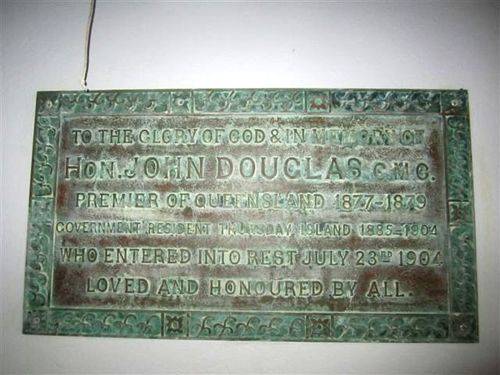 TO THE GLORY OF GOD & IN MEMORY OF
HON. JOHN DOUGLAS C.M.G.
PREMIER OF QUEENSLAND 1877-1879
GOVERNMENT RESIDENT THURSDAY ISLAND 1885-1904
WHO ENTERED INTO REST JULY 23RD 1904
LOVED AND HONOURED BY ALL.